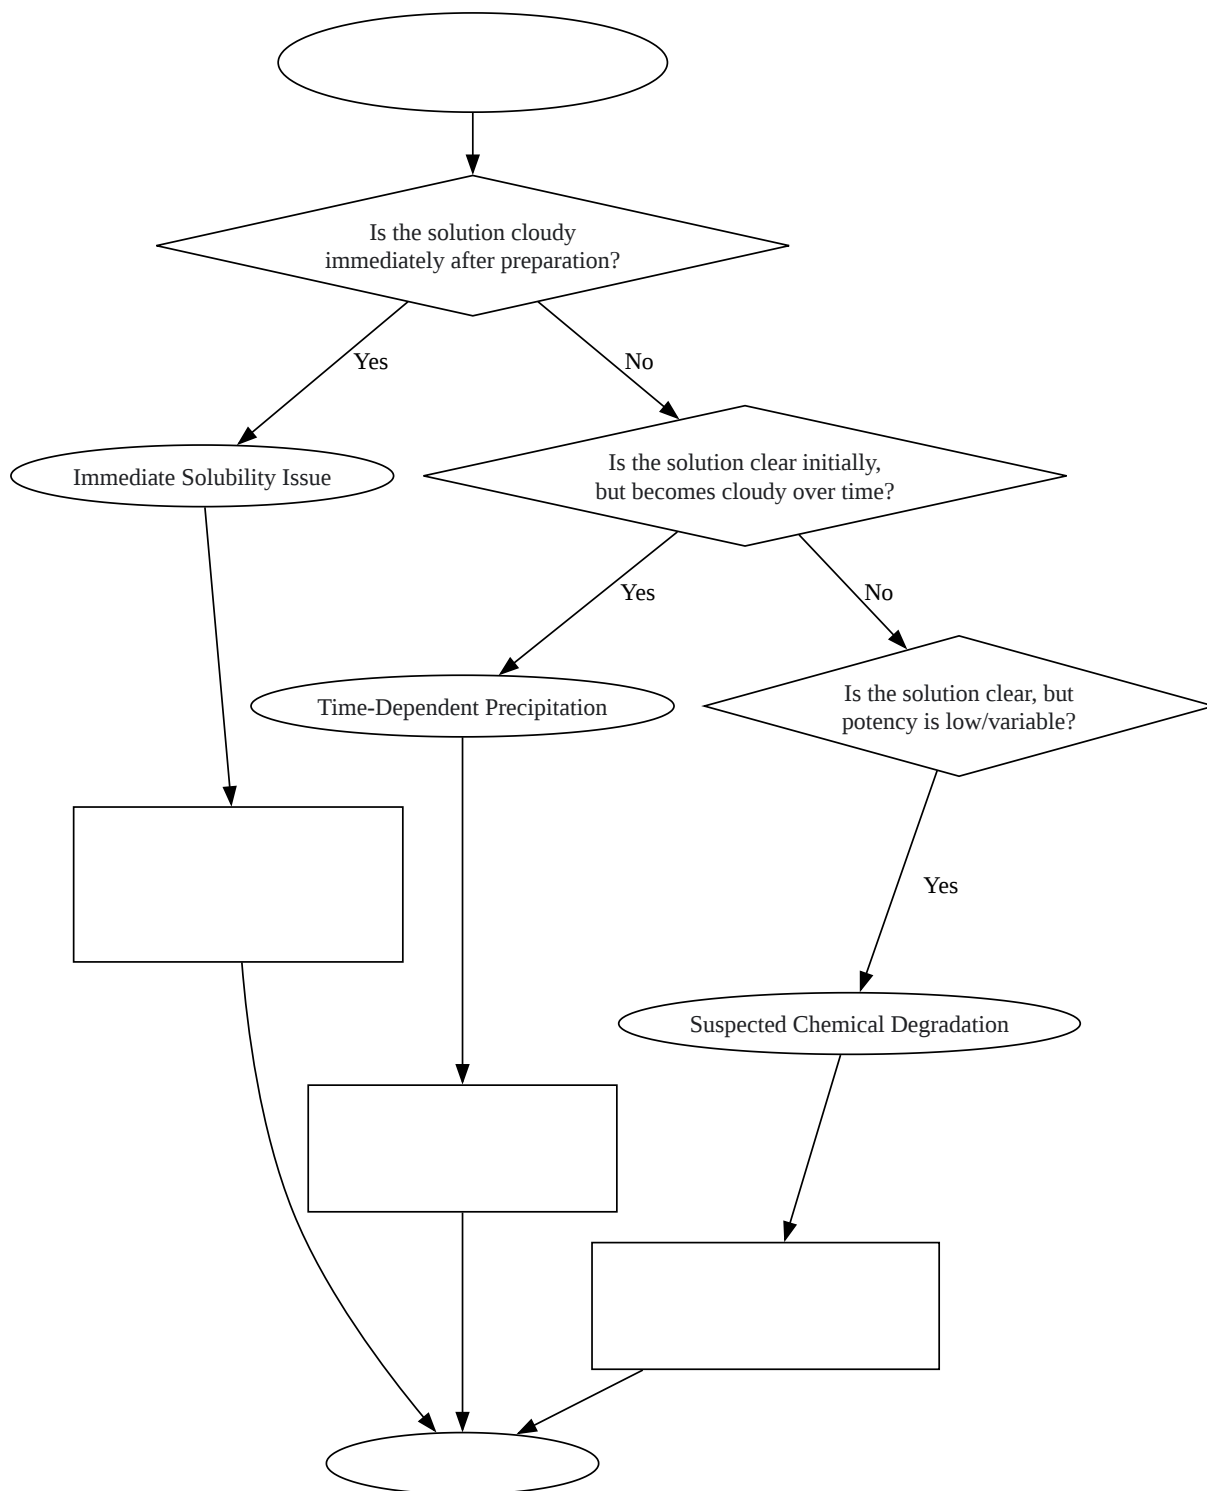 Is the solution cloudy
immediately after preparation?
Yes
No
Immediate Solubility Issue
Is the solution clear initially,
but becomes cloudy over time?
Yes
No
Time-Dependent Precipitation
Is the solution clear, but
potency is low/variable?
Yes
Suspected Chemical Degradation